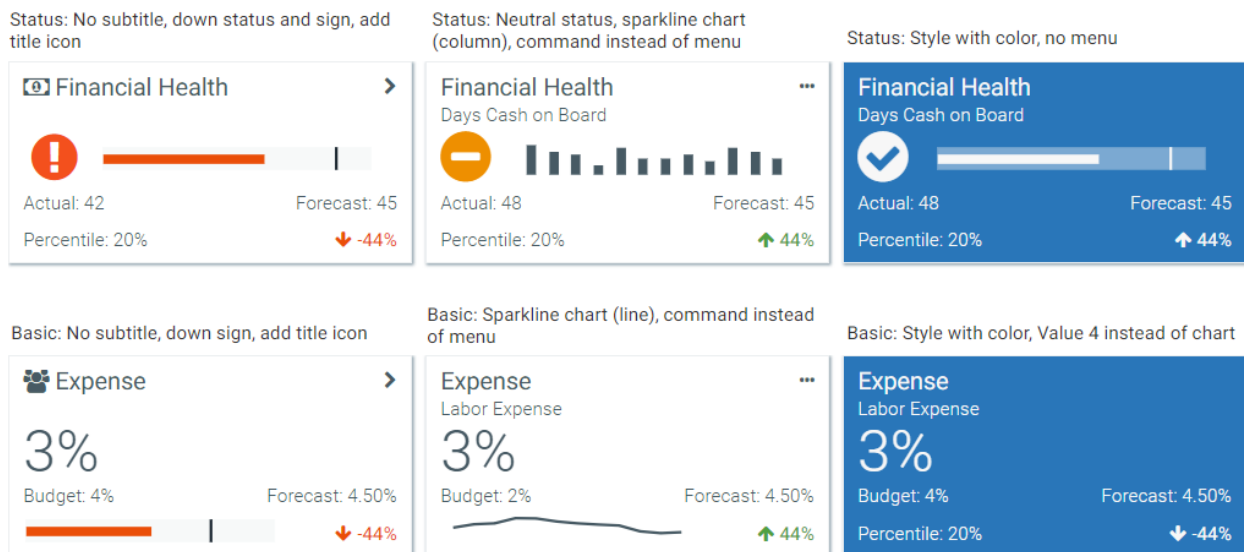 Status: No subtitle, down status and sign, add
title icon
Financial Health
Actual: 42
Forecast: 45
Percentile: 20%
-44%
Status: Neutral status, sparkline chart
(column), command instead of menu
Financial Health
Days Cash on Board
Actual: 48
Forecast: 45
Percentile: 20%
44%
Status: Style with color, no menu
Financial Health
Days Cash on Board
Actual: 48
Forecast: 45
Percentile: 20%
44%
Basic: No subtitle, down sign, add title icon
Expense
3%
Budget: 4%
Forecast: 4.50%
-44%
Basic: Sparkline chart (line), command instead
of menu
Expense
Labor Expense
3%
Budget: 2%
Forecast: 4.50%
44%
Basic: Style with color, Value 4 instead of chart
Expense
Labor Expense
3%
Budget: 4%
Forecast: 4.50%
Percentile: 20%
-44%